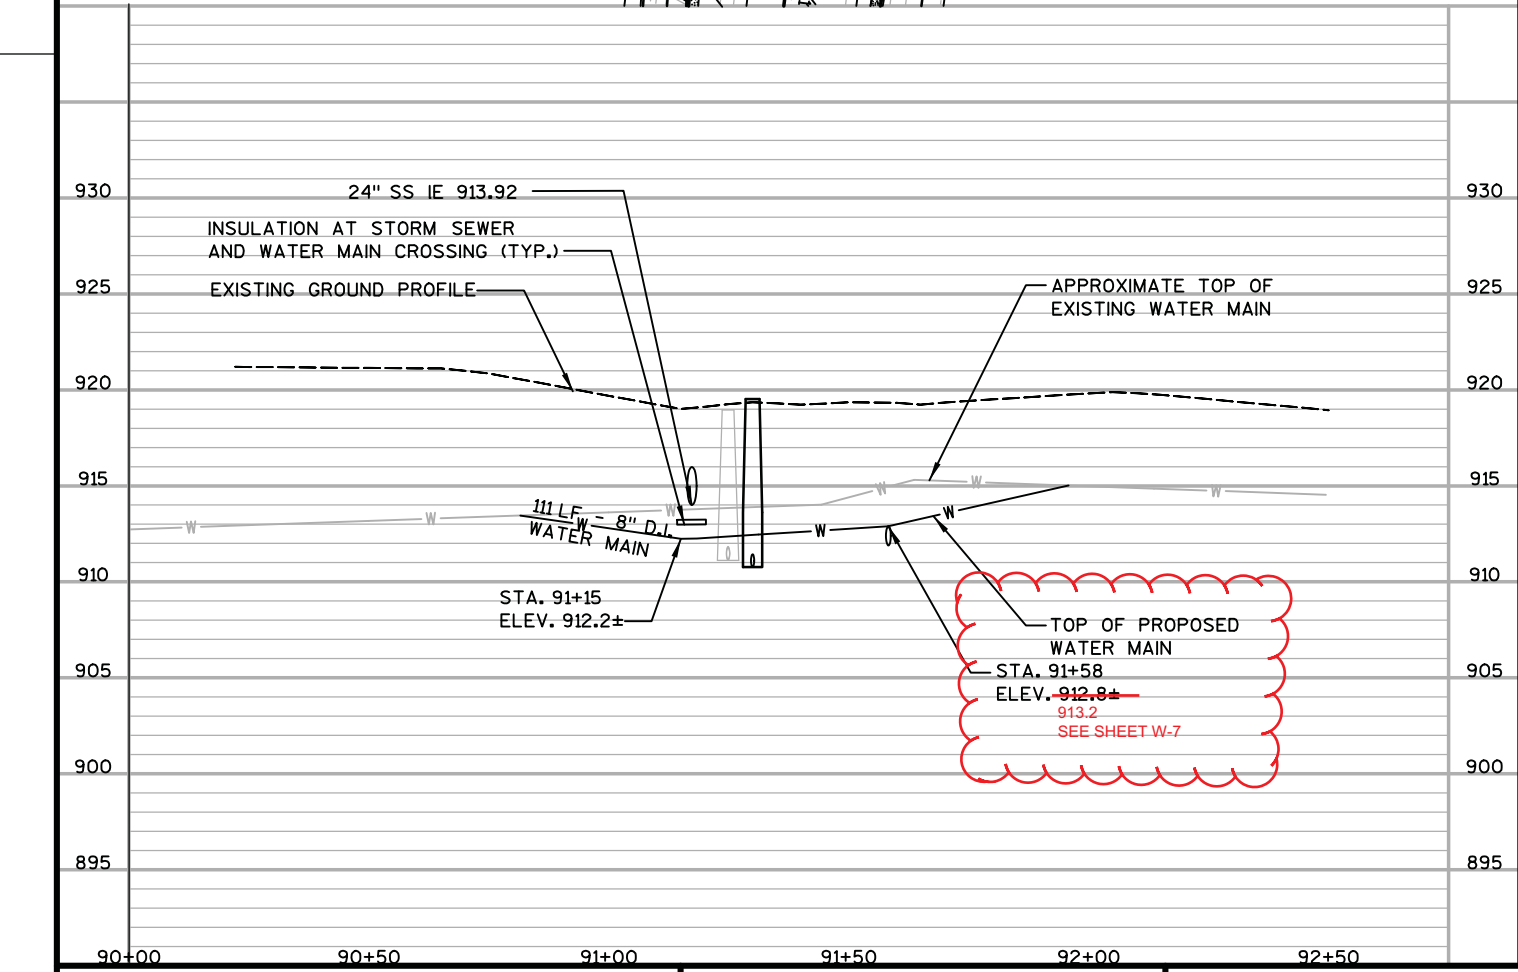 930
930
24" SS IE 913.92
INSULATION AT STORM SEWER
AND WATER MAIN CROSSING (TYP.)
925
EXISTING GROUND PROFILE
APPROXIMATE TOP OF
EXISTING WATER MAIN
925
920
920
915
915
W
W
W
W
W
W
111 LF - 8" D.I.
W
WATER MAIN
W
W
910
910
STA. 91+15
ELEV. 912.2±
TOP OF PROPOSED
WATER MAIN
905
905
STA. 91+58
ELEV. 912.8±
913.2
SEE SHEET W-7
900
900
895
895
90+00
90+50
91+00
91+50
92+00
92+50